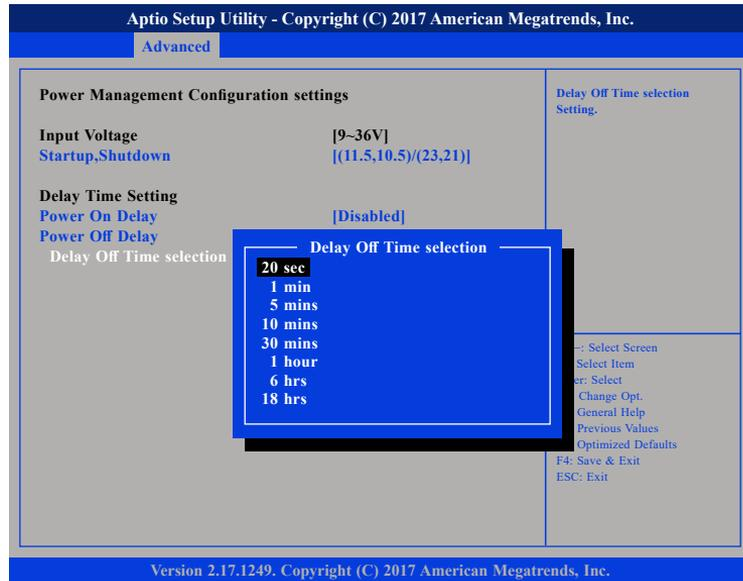 Aptio Setup Utility - Copyright (C) 2017 American Megatrends, Inc.
Advanced
Power Management Configuration settings
Input Voltage [9~36V]
Startup,Shutdown [(11.5,10.5)/(23,21)]
Delay Time Setting
Power On Delay [Disabled]
Power Off Delay
Delay Off Time selection
Delay Off Time selection
20 sec
1 min
5 mins
10 mins
30 mins
1 hour
6 hrs
18 hrs
Delay Off Time selection
Setting.
: Select Screen
Select Item
: Select
Change Opt.
General Help
Previous Values
Optimized Defaults
F4: Save & Exit
ESC: Exit
Version 2.17.1249. Copyright (C) 2017 American Megatrends, Inc.